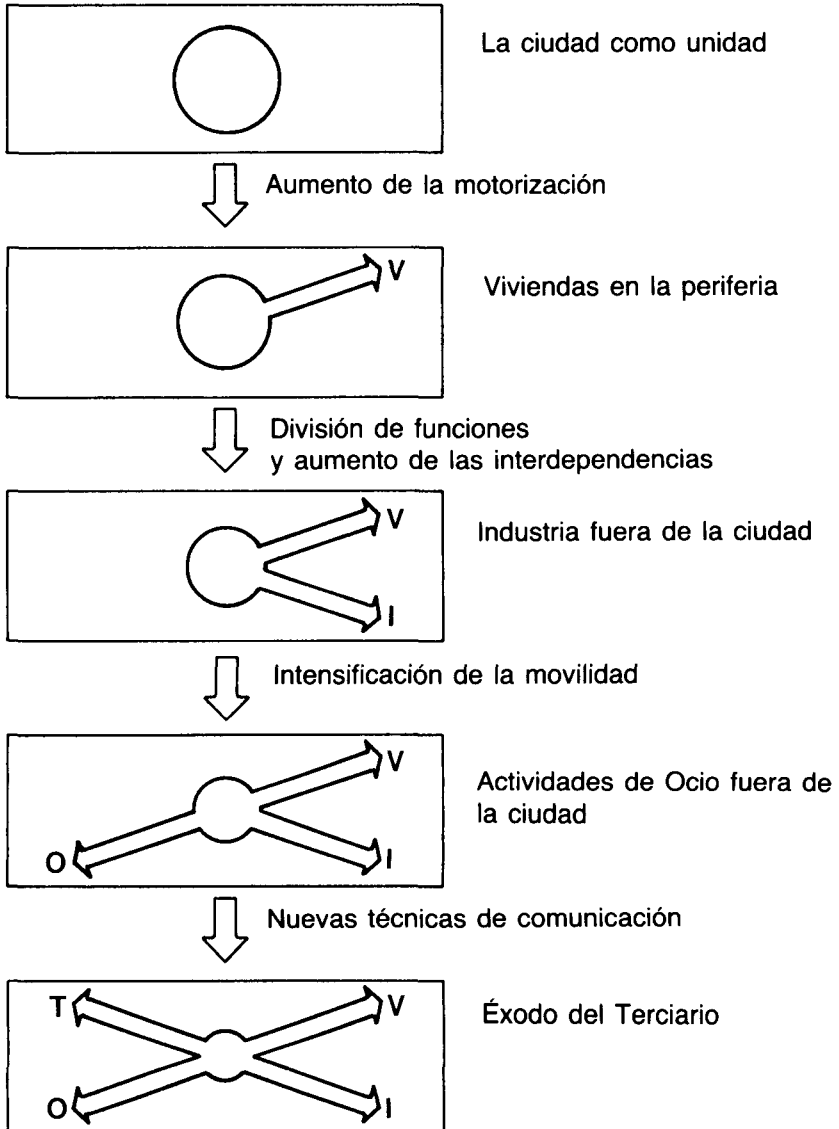 La ciudad como unidad
Aumento de la motorización
V
Viviendas en la periferia
División de funciones
y aumento de las interdependencias
V
Industria fuera de la ciudad
I
Intensificación de la movilidad
V
Actividades de Ocio fuera de
la ciudad
O
I
Nuevas técnicas de comunicación
T
V
Éxodo del Terciario
O
I